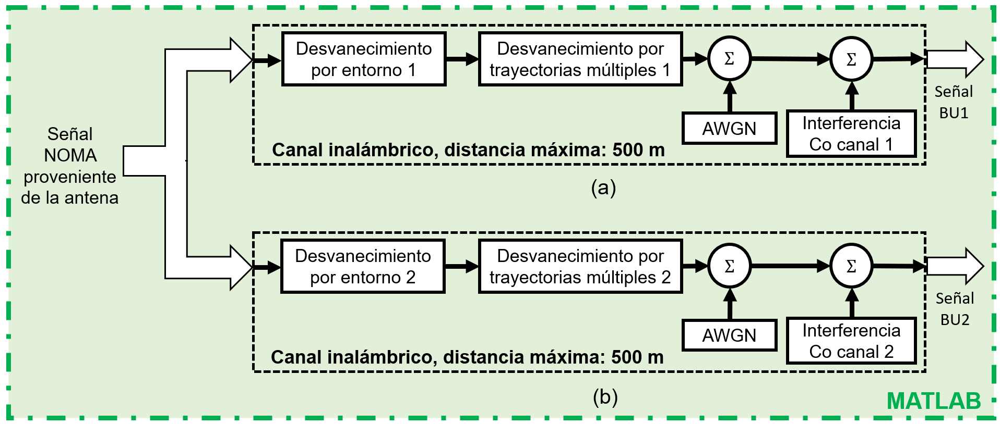 Señal
NOMA
proveniente
de la antena
Desvanecimiento
por entorno 1
Desvanecimiento por
trayectorias múltiples 1
Σ
Σ
AWGN
Interferencia
Co canal 1
Canal inalámbrico, distancia máxima: 500 m
Señal
BU1
(a)
Desvanecimiento
por entorno 2
Desvanecimiento por
trayectorias múltiples 2
Σ
Σ
AWGN
Interferencia
Co canal 2
Canal inalámbrico, distancia máxima: 500 m
Señal
BU2
(b)
MATLAB